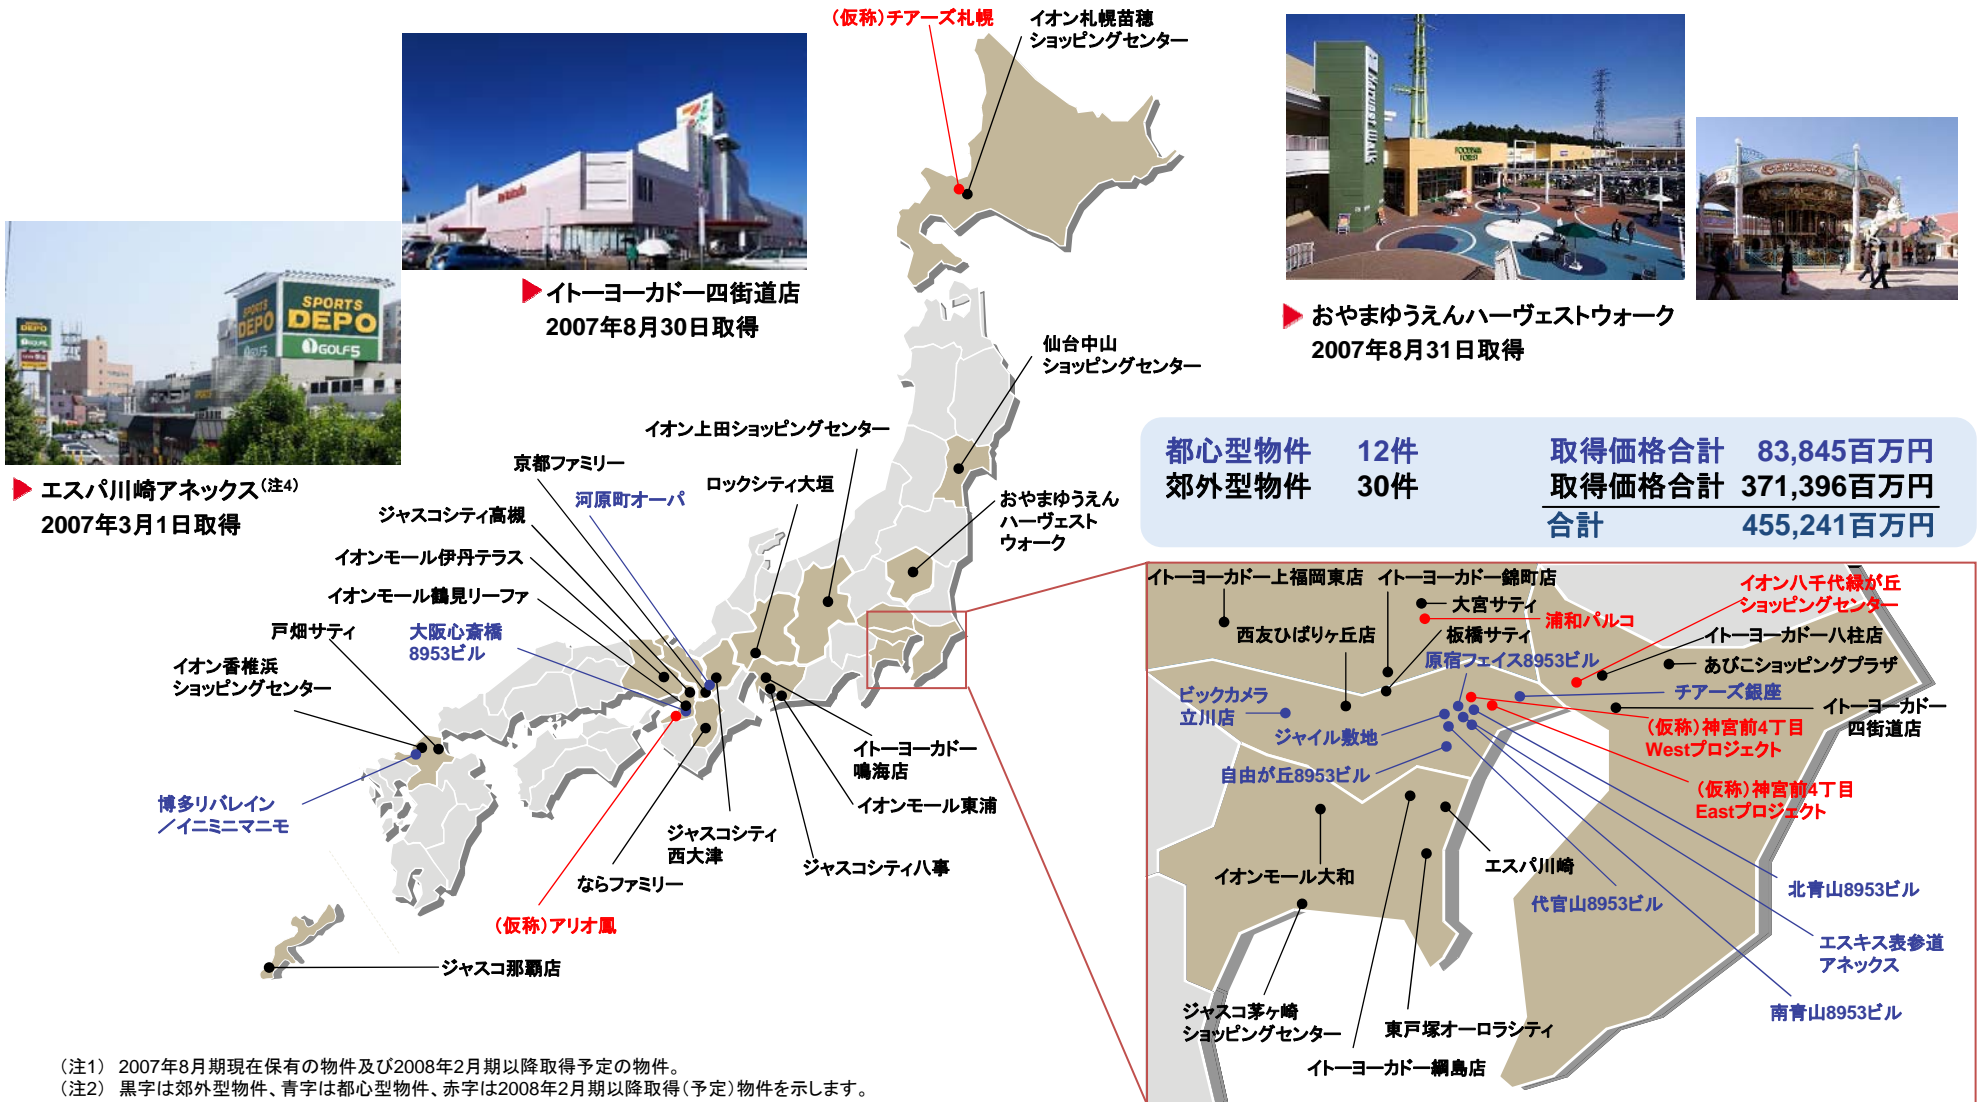 (仮称)チアーズ札幌
イオン札幌苗穂
ショッピングセンター
Harvest Walk
FOODPARK
FOREST
SPORTS
DEPO
GOLF5
SPORTS
DEPO
GOLF5
DEPO
SPORTS
イトーヨーカドー四街道店
2007年8月30日取得
おやまゆうえんハーヴェストウォーク
2007年8月31日取得
エスパ川崎アネックス(注4)
2007年3月1日取得
仙台中山
ショッピングセンター
イオン上田ショッピングセンター
京都ファミリー
ロックシティ大垣
河原町オーパ
ジャスコシティ高槻
おやまゆうえん
ハーヴェスト
ウォーク
イオンモール伊丹テラス
イオンモール鶴見リーファ
大阪心斎橋
8953ビル
戸畑サティ
イオン香椎浜
ショッピングセンター
博多リバレイン
/イニミニマニモ
イトーヨーカドー
鳴海店
イオンモール東浦
ジャスコシティ
西大津
ジャスコシティ八事
ならファミリー
(仮称)アリオ鳳
ジャスコ那覇店
都心型物件 12件 取得価格合計 83,845百万円
郊外型物件 30件 取得価格合計 371,396百万円
合計 455,241百万円
イトーヨーカドー上福岡東店
イトーヨーカドー錦町店
イオン八千代緑が丘
ショッピングセンター
大宮サティ
浦和パルコ
西友ひばりヶ丘店
板橋サティ
イトーヨーカドー八柱店
原宿フェイス8953ビル
あびこショッピングプラザ
ビックカメラ
立川店
チアーズ銀座
イトーヨーカドー
四街道店
ジャイル敷地
(仮称)神宮前4丁目
Westプロジェクト
自由が丘8953ビル
(仮称)神宮前4丁目
Eastプロジェクト
イオンモール大和
エスパ川崎
北青山8953ビル
代官山8953ビル
エスキス表参道
アネックス
南青山8953ビル
ジャスコ茅ヶ崎
ショッピングセンター
東戸塚オーロラシティ
イトーヨーカドー綱島店
(注1) 2007年8月期現在保有の物件及び2008年2月期以降取得予定の物件。
(注2) 黒字は郊外型物件、青字は都心型物件、赤字は2008年2月期以降取得(予定)物件を示します。